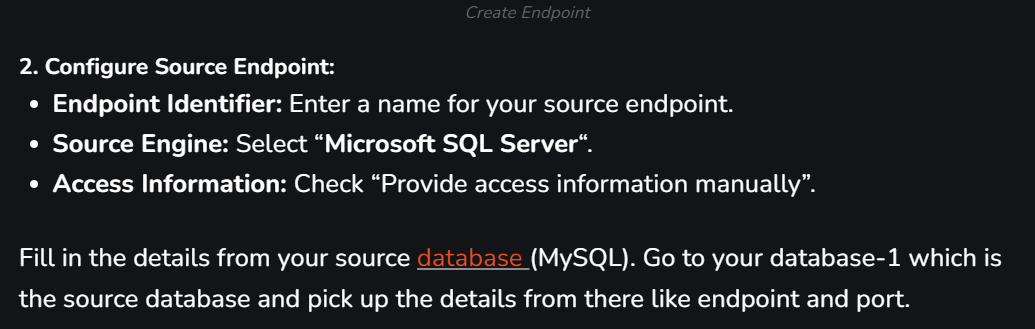 Create Endpoint
2. Configure Source Endpoint:
• Endpoint Identifier: Enter a name for your source endpoint.
• Source Engine: Select “Microsoft SQL Server“.
• Access Information: Check “Provide access information manually”.
Fill in the details from your source database (MySQL). Go to your database-1 which is
the source database and pick up the details from there like endpoint and port.